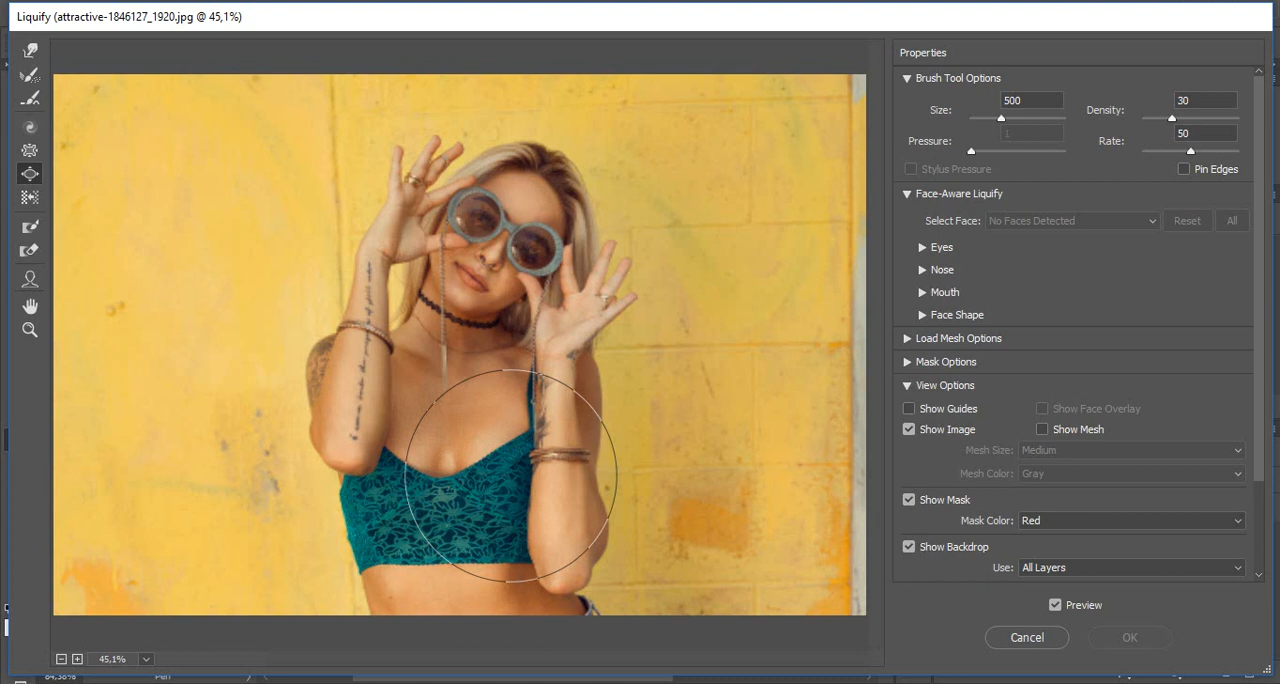 Liquify (attractive-1846127_1920.jpg @ 45,1%)
Properties
Brush Tool Options
Size: 500 Density: 30
Pressure: 1 Rate: 50
Stylus Pressure Pin Edges
Face-Aware Liquify
Select Face: No Faces Detected Reset All
Eyes
Nose
Mouth
Face Shape
Load Mesh Options
Mask Options
View Options
Show Guides Show Face Overlay
Show Image Show Mesh
Mesh Size: Medium
Mesh Color: Gray
Show Mask
Mask Color: Red
Show Backdrop
Use: All Layers
Preview
Cancel OK
45,1%